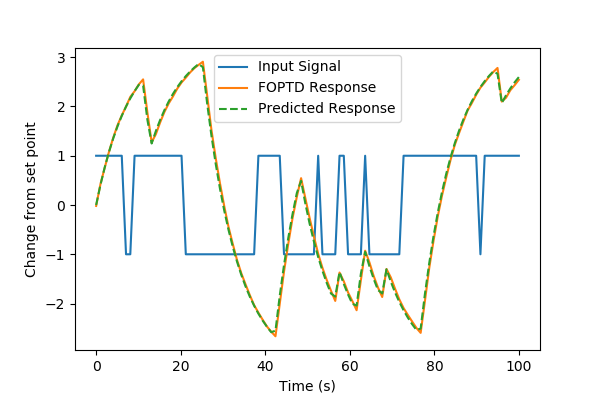 Input Signal
FOPTD Response
Predicted Response
Change from set point
3
2
1
0
−1
−2
0 20 40 60 80 100
Time (s)